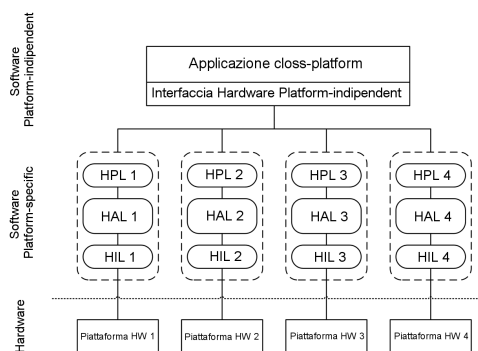 Software
Platform-indipendent
Applicazione closs-platform
Interfaccia Hardware Platform-indipendent
Software
Platform-specific
HPL 1
HPL 2
HPL 3
HPL 4
HAL 1
HAL 2
HAL 3
HAL 4
HIL 1
HIL 2
HIL 3
HIL 4
Hardware
Piattaforma HW 1
Piattaforma HW 2
Piattaforma HW 3
Piattaforma HW 4